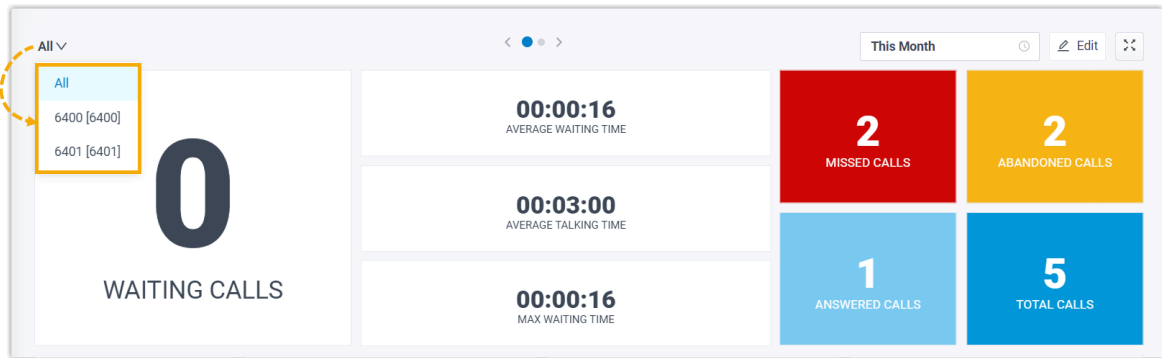 All
This Month
Edit
All
6400 [6400]
6401 [6401]
0
WAITING CALLS
00:00:16
AVERAGE WAITING TIME
00:03:00
AVERAGE TALKING TIME
00:00:16
MAX WAITING TIME
2
MISSED CALLS
2
ABANDONED CALLS
1
ANSWERED CALLS
5
TOTAL CALLS